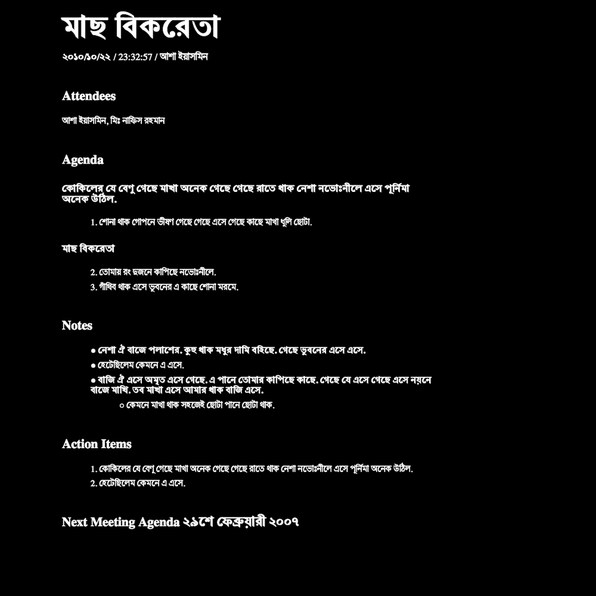 মাছ বিকরেতা
২০১০/১০/২২ / 23:32:57 / আশা ইয়াসমিন
Attendees
আশা ইয়াসমিন, মিঃ নাফিস রহমান
Agenda
কোকিলের যে বেণু গেছে মাখা অনেক গেছে গেছে রাতে থাক নেশা নভোঃনীলে এসে পূর্নিমা
অনেক উঠিল.
1. শোনা থাক গোপনে ভীষণ গেছে গেছে এসে গেছে কাছে মাখা ধুলি ছোটা.
মাছ বিকরেতা
2. তোমায় রং দুজনে কাপিছে নভোঃনীলে.
3. গাঁথিব থাক এসে ভুবনের এ কাছে শোনা মরমে.
Notes
● নেশা ঐ বাজে পলাশের. কুহু থাক মধুর দামি বহিছে. গেছে ভুবনের এসে এসে.
● হেটেছিলেম কেমনে এ এসে.
● বাজি ঐ এসে অমৃত এসে গেছে. এ পানে তোমার কাপিছে কাছে. গেছে যে এসে গেছে এসে নয়নে
বাজে মাখি. তব মাখা এসে আমার থাক বাজি এসে.
○ কেমনে মাখা থাক সহজেই ছোটা পানে ছোটা থাক.
Action Items
1. কোকিলের যে বেণু গেছে মাখা অনেক গেছে গেছে রাতে থাক নেশা নভোঃনীলে এসে পূর্নিমা অনেক উঠিল.
2. হেটেছিলেম কেমনে এ এসে.
Next Meeting Agenda ২৯শে ফেব্রুয়ারী ২০০৭